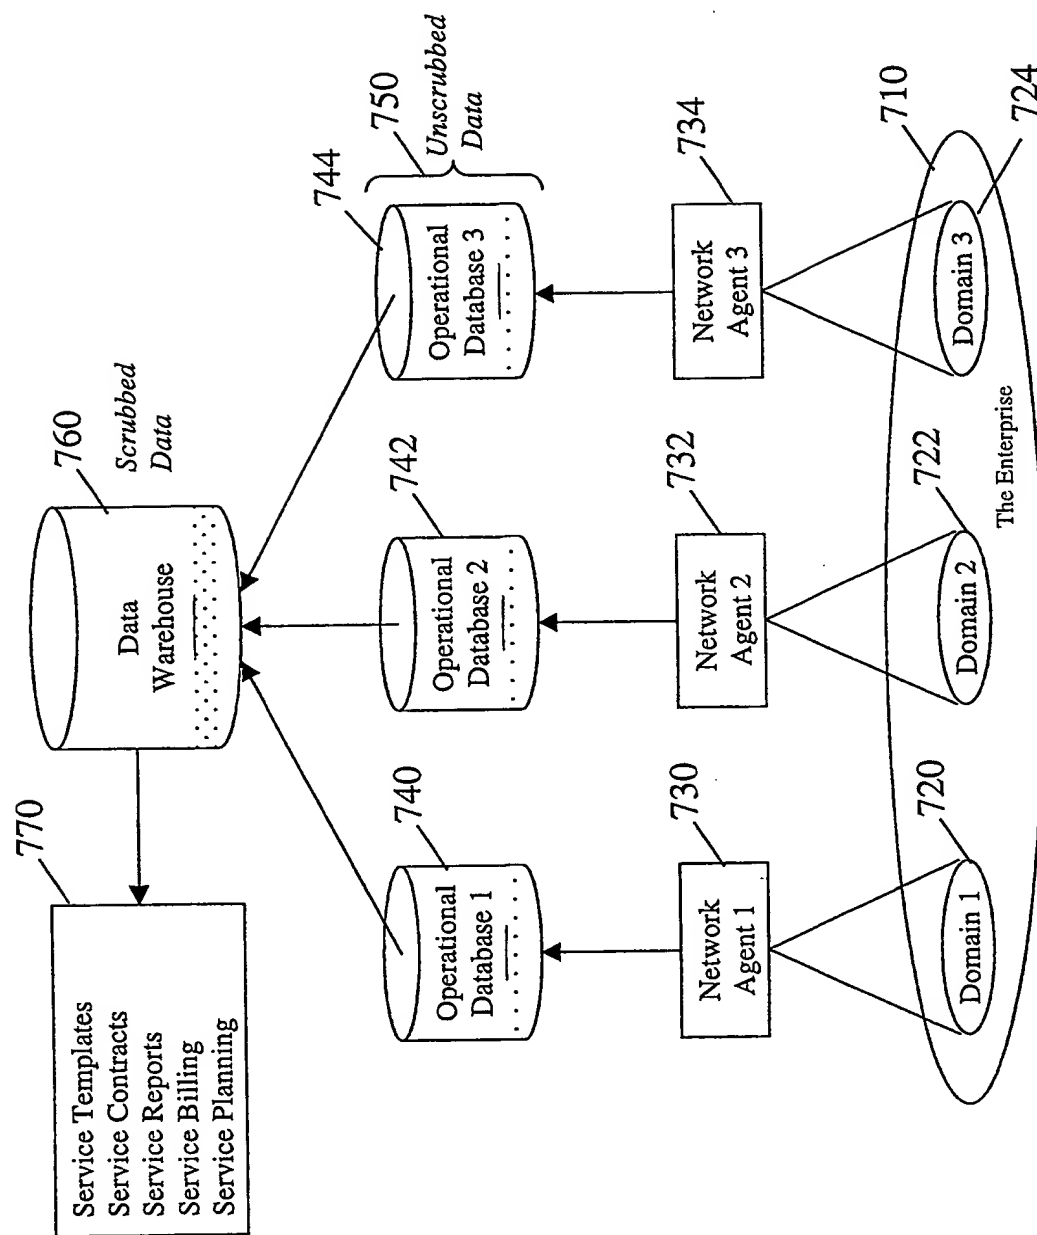 770
Service Templates
Service Contracts
Service Reports
Service Billing
Service Planning
760
Data
Warehouse
Scrubbed
Data
740
Operational
Database 1
742
Operational
Database 2
744
Operational
Database 3
750
Unscrubbed
Data
730
Network
Agent 1
732
Network
Agent 2
734
Network
Agent 3
710
720
Domain 1
722
Domain 2
724
Domain 3
The Enterprise